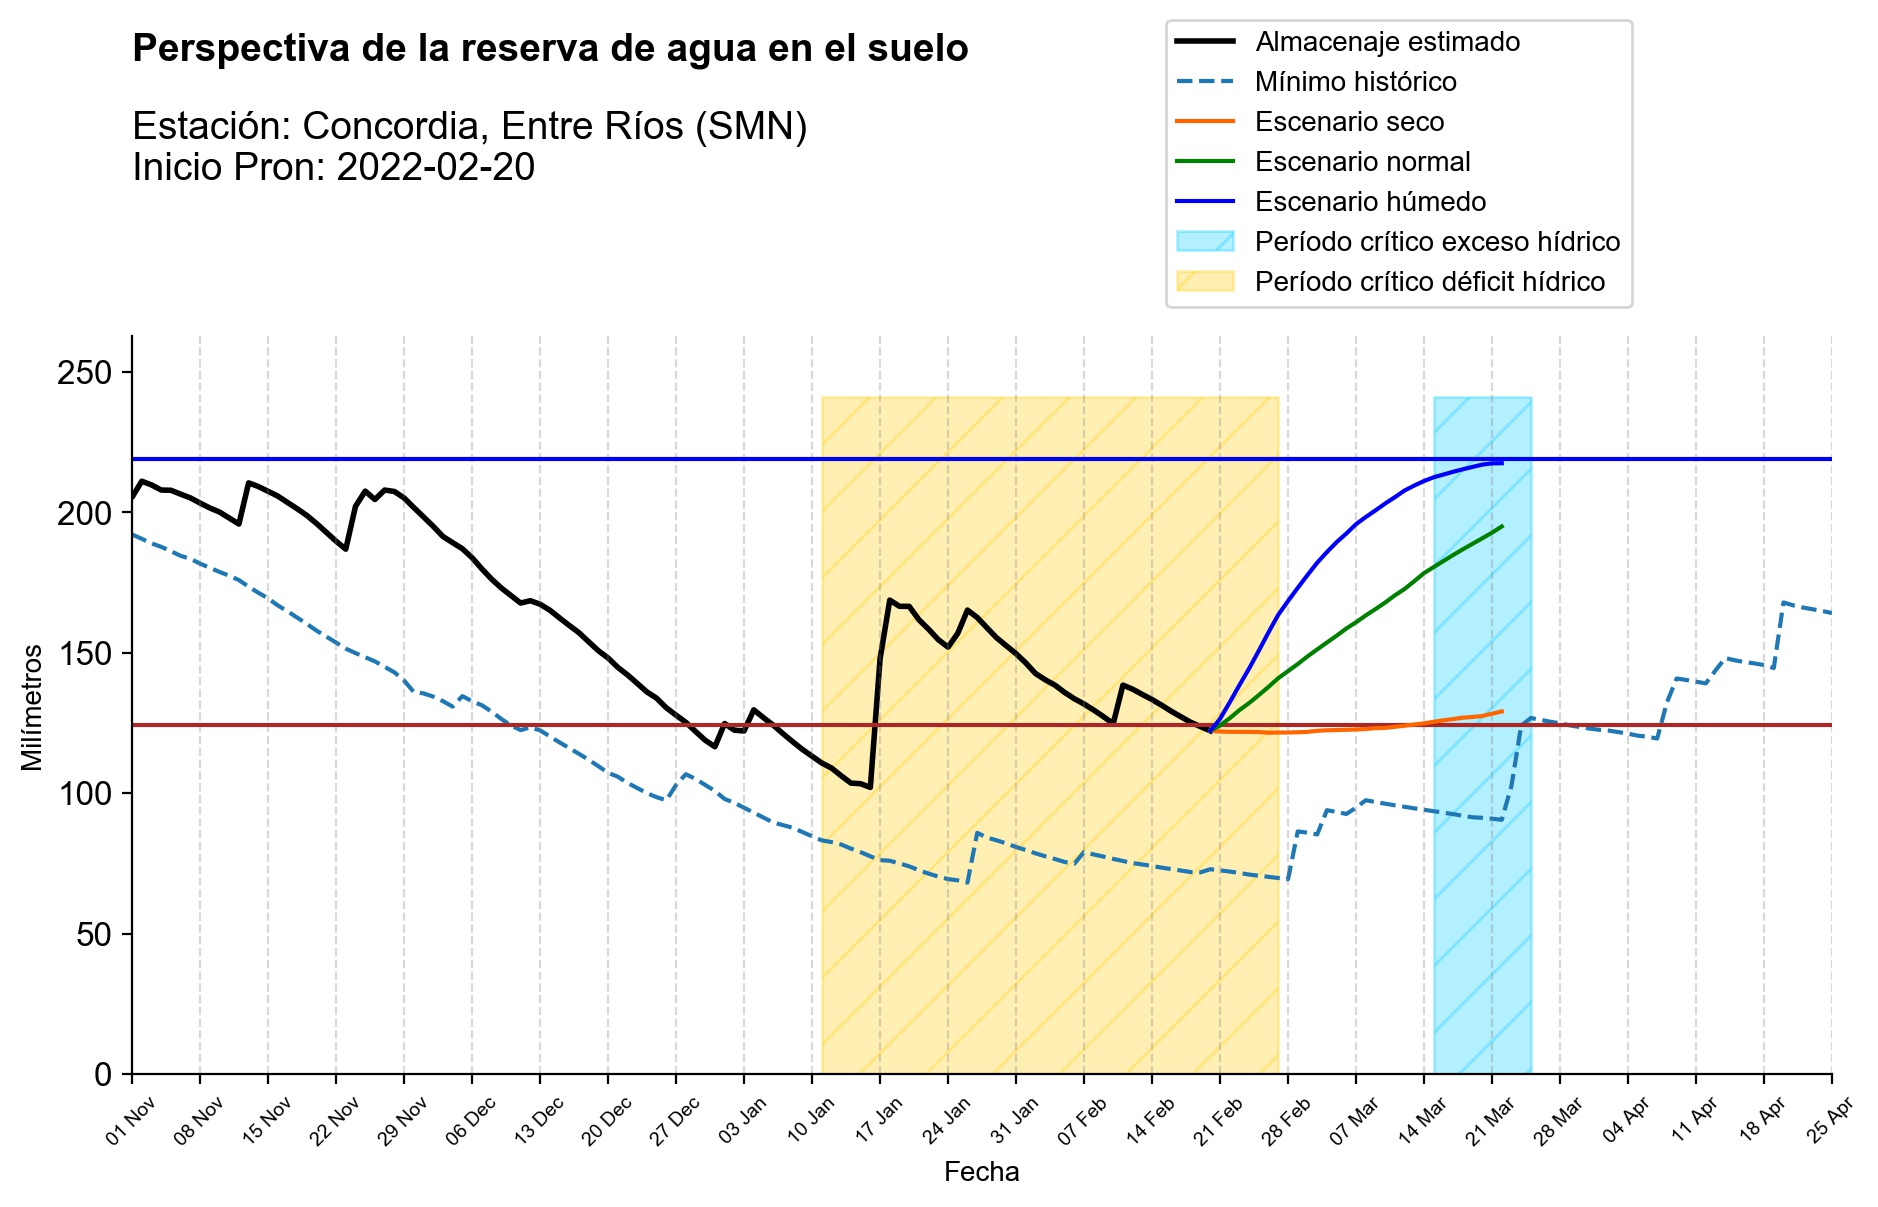 Perspectiva de la reserva de agua en el suelo
Estación: Concordia, Entre Ríos (SMN)
Inicio Pron: 2022-02-20
Almacenaje estimado
Mínimo histórico
Escenario seco
Escenario normal
Escenario húmedo
Período crítico exceso hídrico
Período crítico déficit hídrico
250
200
150
100
50
0
Milímetros
01 Nov
08 Nov
15 Nov
22 Nov
29 Nov
06 Dec
13 Dec
20 Dec
27 Dec
03 Jan
10 Jan
17 Jan
24 Jan
31 Jan
07 Feb
14 Feb
21 Feb
28 Feb
07 Mar
14 Mar
21 Mar
28 Mar
04 Apr
11 Apr
18 Apr
25 Apr
Fecha